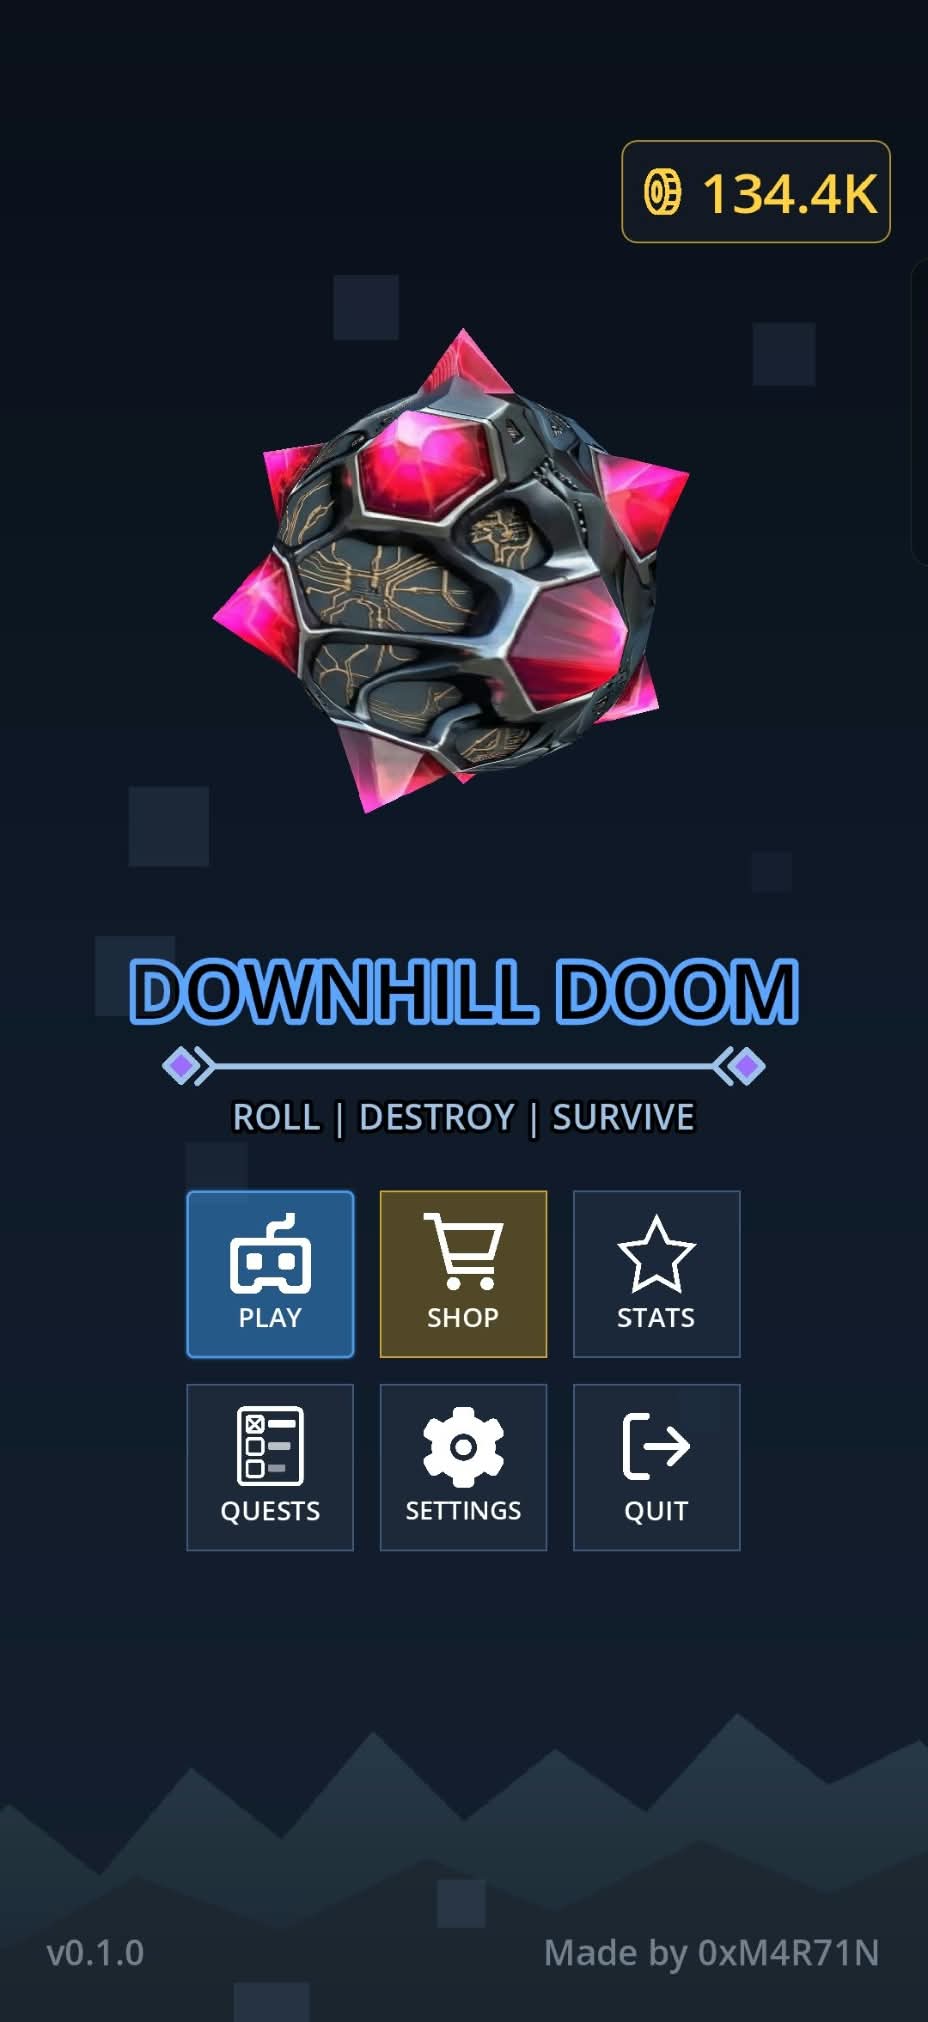 134.4K
DOWNHILL DOOM
ROLL | DESTROY | SURVIVE
PLAY
SHOP
STATS
QUESTS
SETTINGS
QUIT
v0.1.0
Made by 0xM4R71N